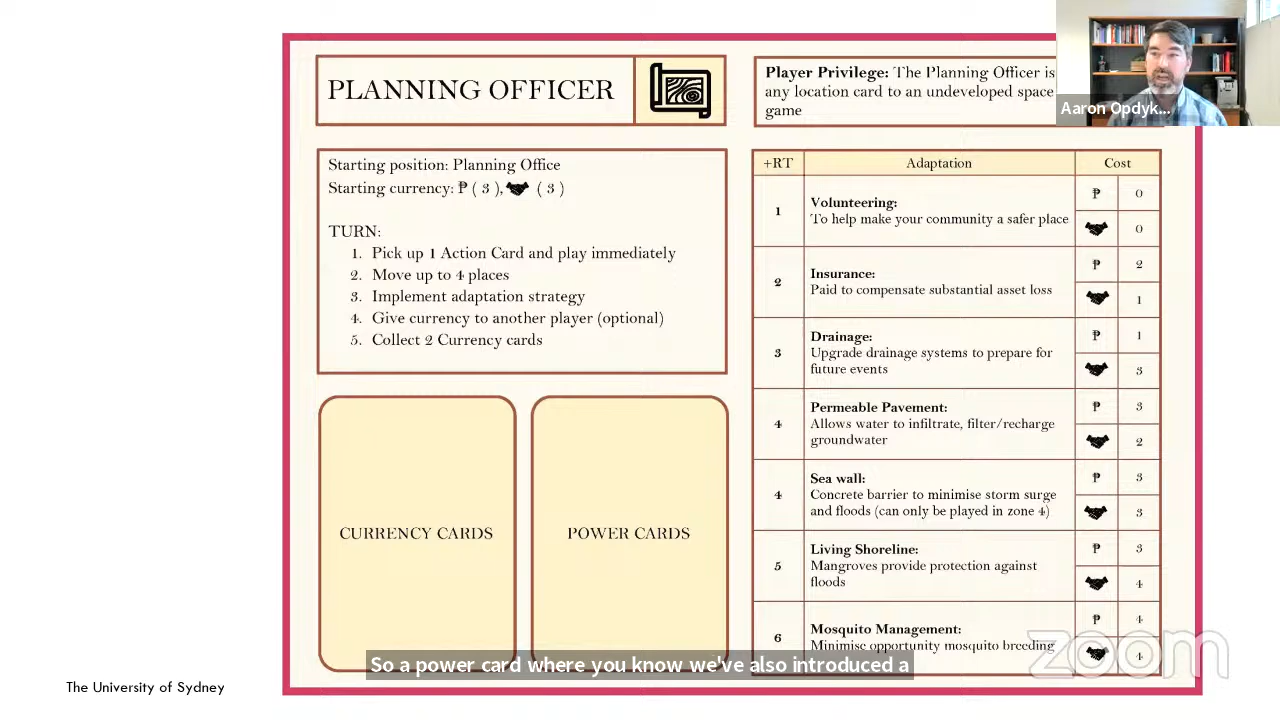 PLANNING OFFICER
Player Privilege: The Planning Officer is
any location card to an undeveloped space
game
Aaron Opdyk...
Starting position: Planning Office
Starting currency: ₱ ( 3 ), ( 3 )
TURN:
1. Pick up 1 Action Card and play immediately
2. Move up to 4 places
3. Implement adaptation strategy
4. Give currency to another player (optional)
5. Collect 2 Currency cards
CURRENCY CARDS
POWER CARDS
+RT Adaptation Cost
1 Volunteering: ₱ 0
To help make your community a safer place 0
2 Insurance: ₱ 2
Paid to compensate substantial asset loss 1
3 Drainage: ₱ 1
Upgrade drainage systems to prepare for
future events 3
4 Permeable Pavement: ₱ 3
Allows water to infiltrate, filter/recharge
groundwater 2
4 Sea wall: ₱ 3
Concrete barrier to minimise storm surge
and floods (can only be played in zone 4) 3
5 Living Shoreline: ₱ 3
Mangroves provide protection against
floods 4
6 Mosquito Management: ₱ 4
Minimise opportunity mosquito breeding 4
So a power card where you know we've also introduced a
zoom
The University of Sydney